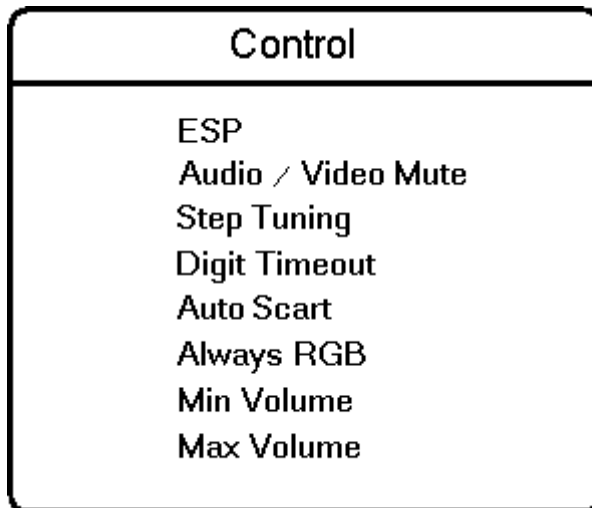 Control
ESP
Audio / Video Mute
Step Tuning
Digit Timeout
Auto Scart
Always RGB
Min Volume
Max Volume